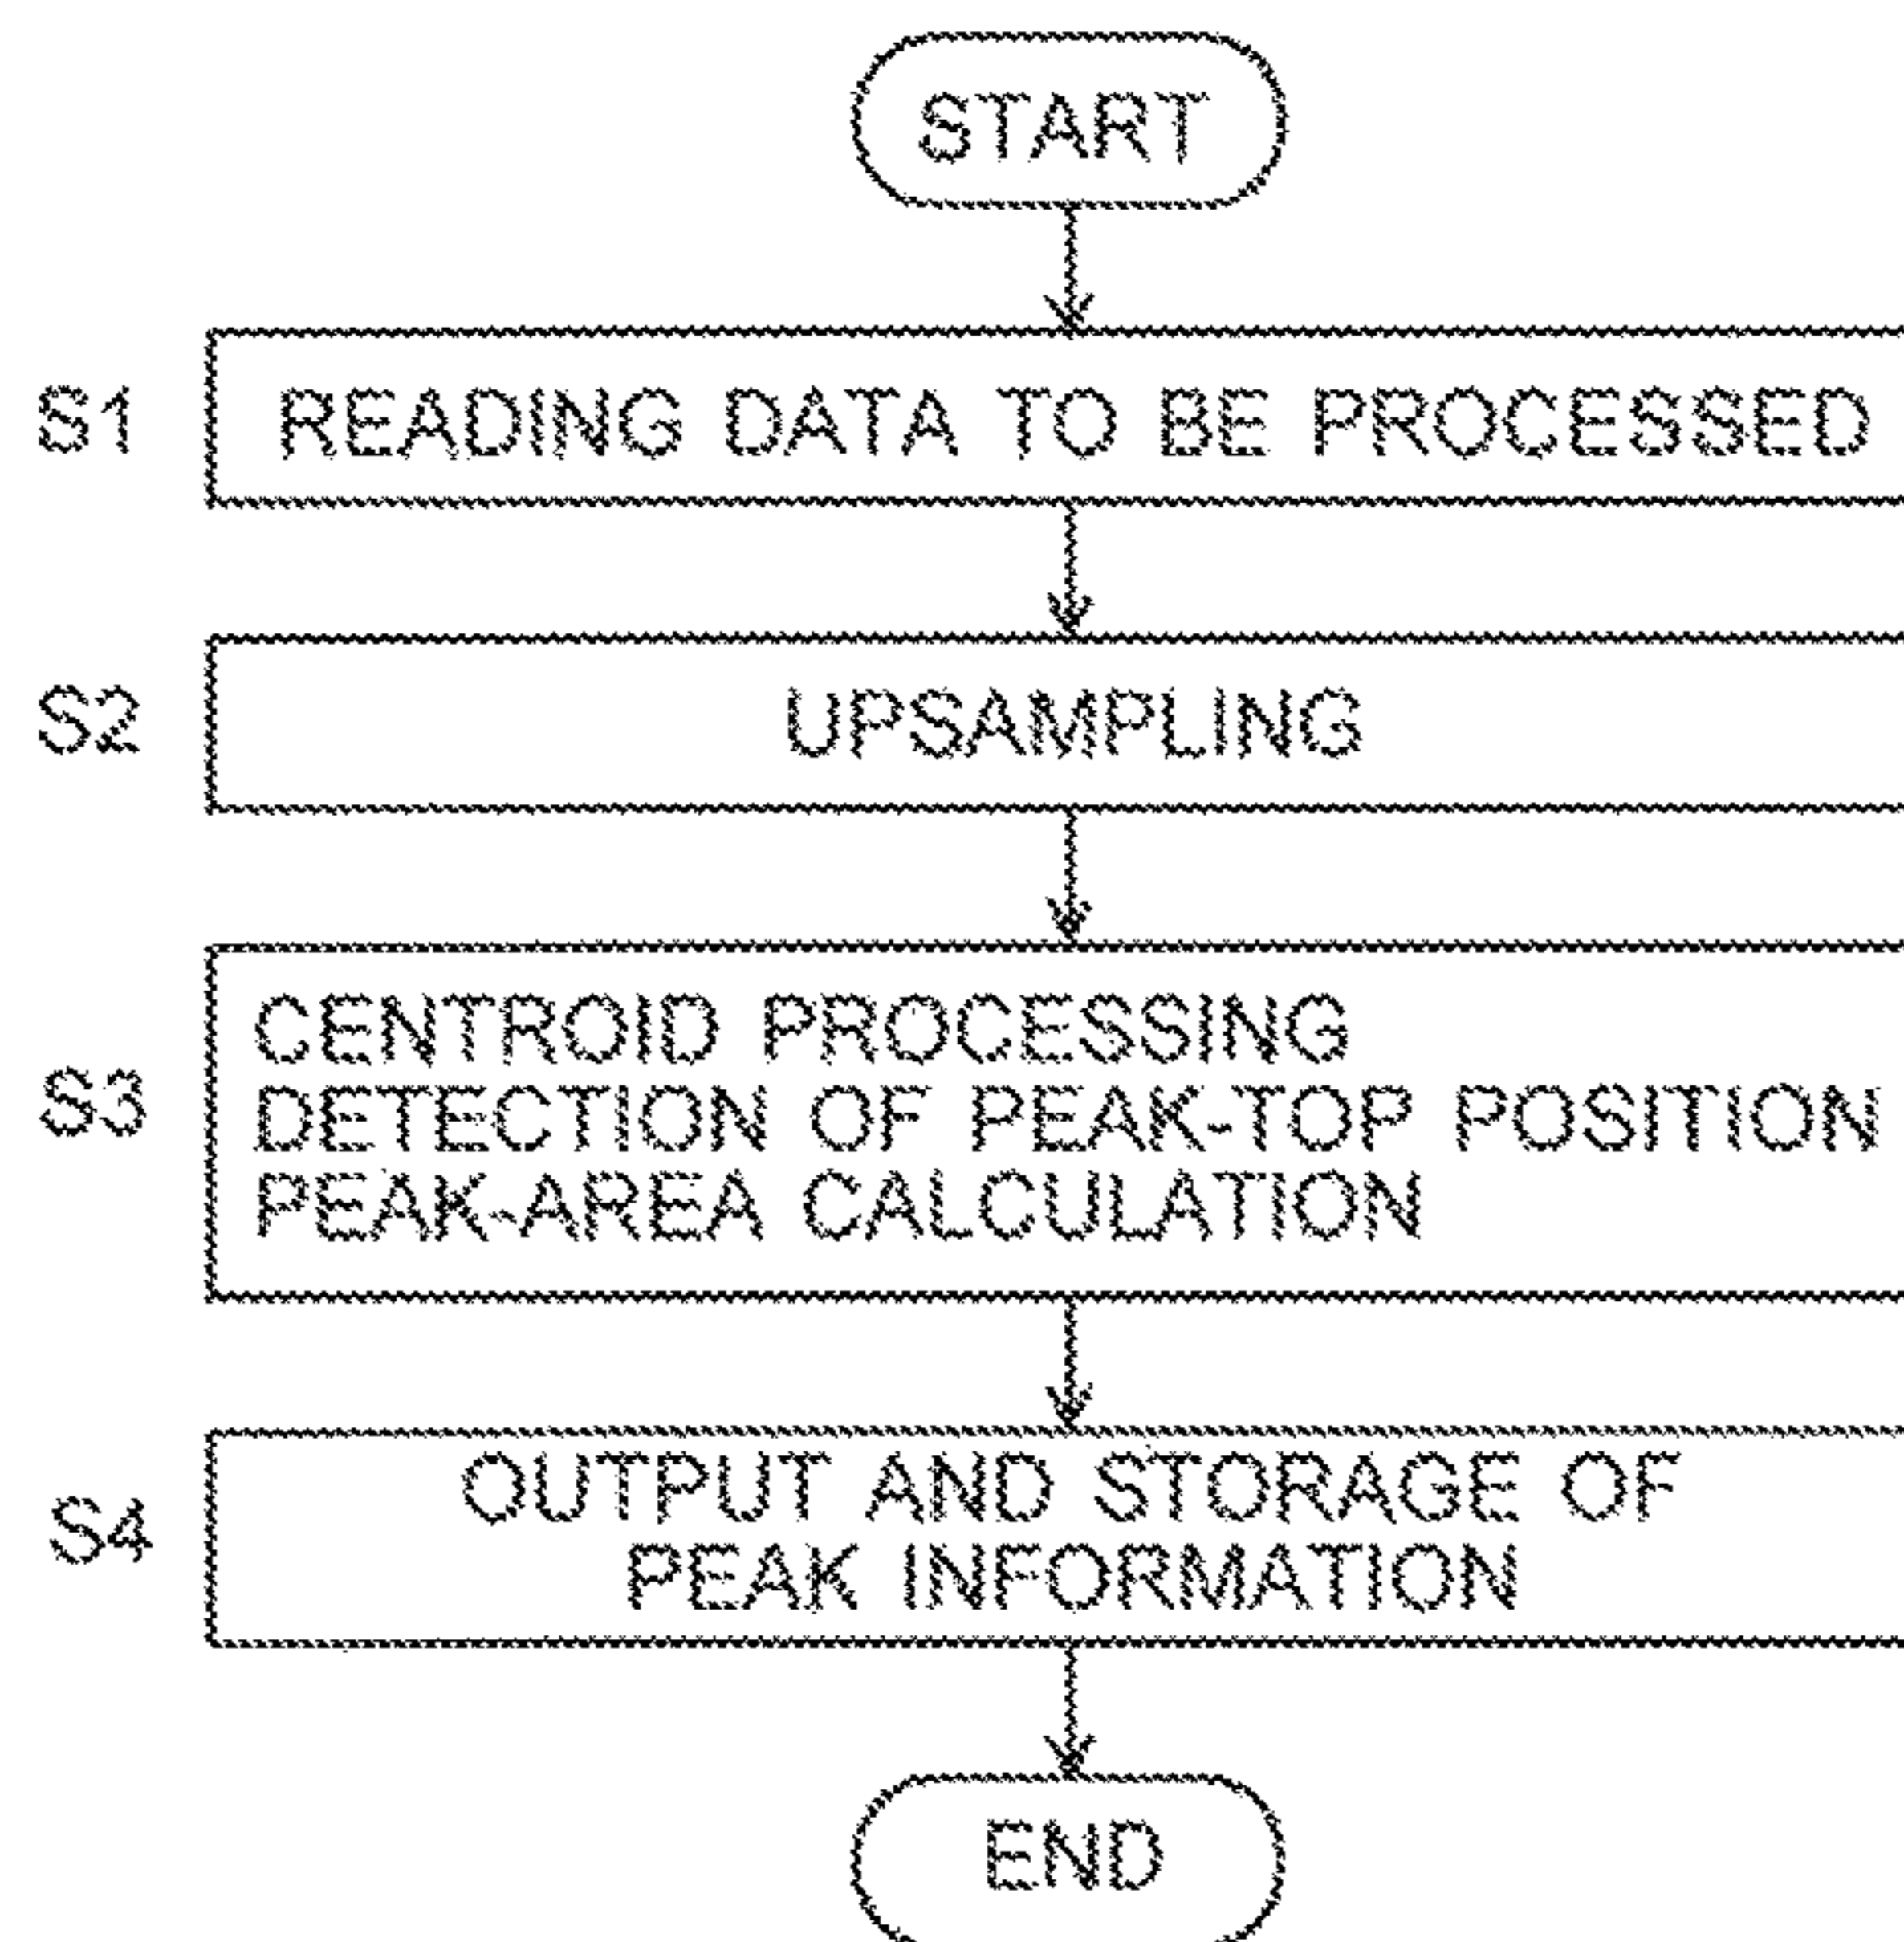 START
S1 READING DATA TO BE PROCESSED
S2 UPSAMPLING
CENTROID PROCESSING
S3 DETECTION OF PEAK-TOP POSITION
PEAK-AREA CALCULATION
S4 OUTPUT AND STORAGE OF
PEAK INFORMATION
END